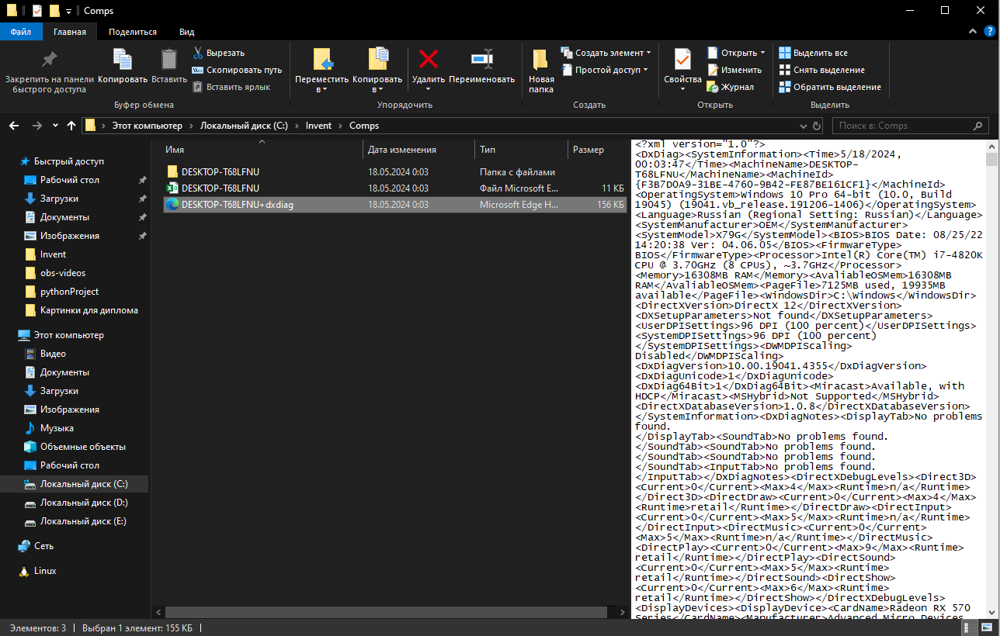 Comps
Файл Главная Поделиться Вид
Закрепить на панели быстрого доступа
Копировать
Вставить
Вырезать
Скопировать путь
Вставить ярлык
Буфер обмена
Переместить в
Копировать в
Удалить
Переименовать
Упорядочить
Новая папка
Создать элемент
Простой доступ
Создать
Свойства
Открыть
Изменить
Журнал
Открыть
Выделить все
Снять выделение
Обратить выделение
Выделить
Этот компьютер > Локальный диск (C:) > Invent > Comps
Поиск в: Comps
Быстрый доступ
Рабочий стол
Загрузки
Документы
Изображения
Invent
obs-videos
pythonProject
Картинки для диплома
Этот компьютер
Видео
Документы
Загрузки
Изображения
Музыка
Объемные объекты
Рабочий стол
Локальный диск (C:)
Локальный диск (D:)
Локальный диск (E:)
Сеть
Linux
Имя Дата изменения Тип Размер
DESKTOP-T68LFNU 18.05.2024 0:03 Папка с файлами
DESKTOP-T68LFNU 18.05.2024 0:03 Файл Microsoft E... 11 КБ
DESKTOP-T68LFNU+dxdiag 18.05.2024 0:03 Microsoft Edge H... 156 КБ
<?xml version="1.0"?>
<DxDiag><SystemInformation><Time>5/18/2024,
00:03:47</Time><MachineName>DESKTOP-
T68LFNU</MachineName><MachineId>
{F3B7D0A9-31BE-4760-9B42-FE87BE161CF1}</MachineId>
<OperatingSystem>Windows 10 Pro 64-bit (10.0, Build
19045) (19041.vb_release.191206-1406)</OperatingSystem>
<Language>Russian (Regional Setting: Russian)</Language>
<SystemManufacturer>OEM</SystemManufacturer>
<SystemModel>X79G</SystemModel><BIOS>BIOS Date: 08/25/22
14:20:38 Ver: 04.06.05</BIOS><FirmwareType>
BIOS</FirmwareType><Processor>Intel(R) Core(TM) i7-4820K
CPU @ 3.70GHz (8 CPUs), ~3.7GHz</Processor>
<Memory>16308MB RAM</Memory><AvaliableOSMem>16308MB
RAM</AvaliableOSMem><PageFile>7125MB used, 19935MB
available</PageFile><WindowsDir>C:\Windows</WindowsDir>
<DirectXVersion>DirectX 12</DirectXVersion>
<DXSetupParameters>Not found</DXSetupParameters>
<UserDPISettings>96 DPI (100 percent)</UserDPISettings>
<SystemDPISettings>96 DPI (100 percent)
</SystemDPISettings><DWMDPIScaling>
Disabled</DWMDPIScaling>
<DxDiagVersion>10.00.19041.4355</DxDiagVersion>
<DxDiagUnicode>1</DxDiagUnicode>
<DxDiag64Bit>1</DxDiag64Bit><Miracast>Available, with
HDCP</Miracast><MSHybrid>Not Supported</MSHybrid>
<DirectXDatabaseVersion>1.0.8</DirectXDatabaseVersion>
</SystemInformation><DxDiagNotes><DisplayTab>No problems
found.
</DisplayTab><SoundTab>No problems found.
</SoundTab><SoundTab>No problems found.
</SoundTab><InputTab>No problems found.
</InputTab></DxDiagNotes><DirectXDebugLevels><Direct3D>
<Current>0</Current><Max>4</Max><Runtime>n/a</Runtime>
</Direct3D><DirectDraw><Current>0</Current><Max>4</Max>
<Runtime>retail</Runtime></DirectDraw><DirectInput>
<Current>0</Current><Max>5</Max><Runtime>n/a</Runtime>
</DirectInput><DirectMusic><Current>0</Current>
<Max>5</Max><Runtime>n/a</Runtime></DirectMusic>
<DirectPlay><Current>0</Current><Max>9</Max><Runtime>
retail</Runtime></DirectPlay><DirectSound>
<Current>0</Current><Max>5</Max><Runtime>
retail</Runtime></DirectSound><DirectShow>
<Current>0</Current><Max>6</Max><Runtime>
retail</Runtime></DirectShow></DirectXDebugLevels>
<DisplayDevices><DisplayDevice><CardName>Radeon RX 570
Series</CardName><Manufacturer>Advanced Micro Devices,
Элементов: 3 Выбран 1 элемент: 155 КБ